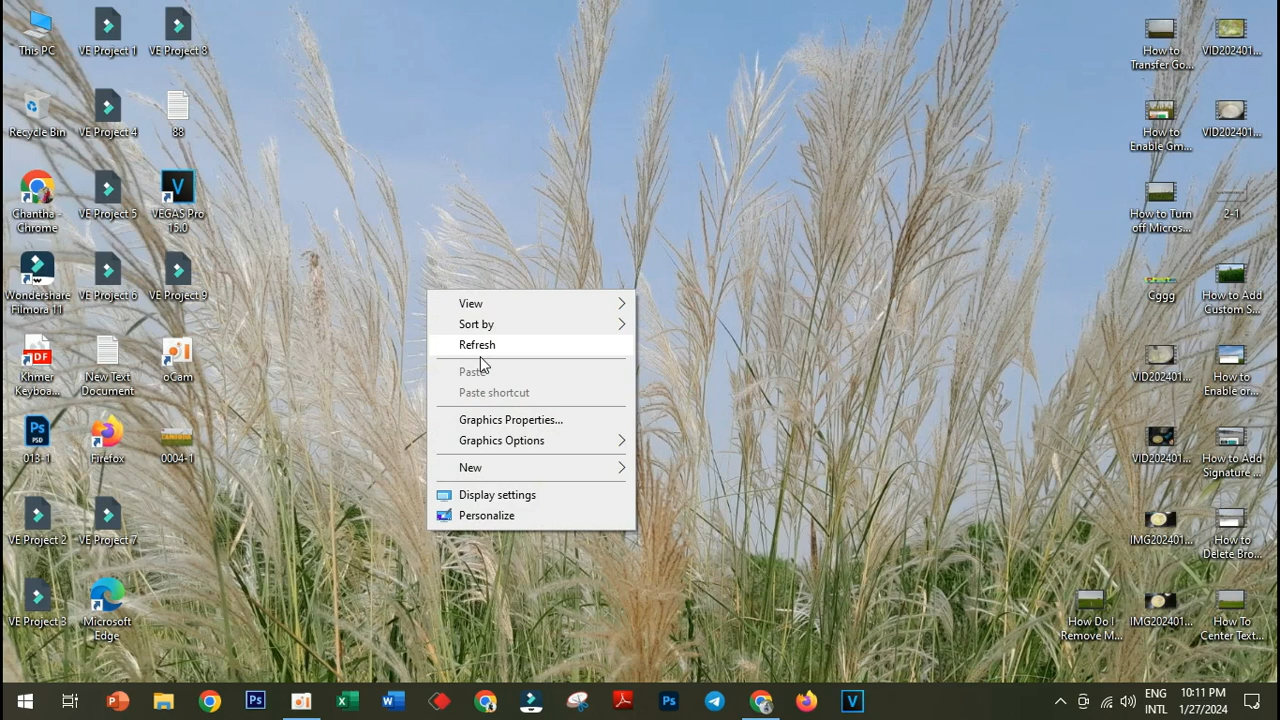 This PC
VE Project 1
VE Project 8
Recycle Bin
VE Project 4
88
Chantha -
Chrome
VE Project 5
VEGAS Pro
15.0
Wondershare
Filmora 11
VE Project 6
VE Project 9
Khmer
Keyboa...
New Text
Document
oCam
013-1
Firefox
0004-1
VE Project 2
VE Project 7
VE Project 3
Microsoft
Edge
View
Sort by
Refresh
Paste
Paste shortcut
Graphics Properties...
Graphics Options
New
Display settings
Personalize
How to
Transfer Go...
VID202401...
How to
Enable Gm...
VID202401...
How to Turn
off Micros...
2-1
Cggg
How to Add
Custom S...
VID202401...
How to
Enable or...
VID202401...
How to Add
Signature ...
IMG202401...
How to
Delete Bro...
How Do I
Remove M...
IMG202401...
How To
Center Text...
ENG
INTL
10:11 PM
1/27/2024